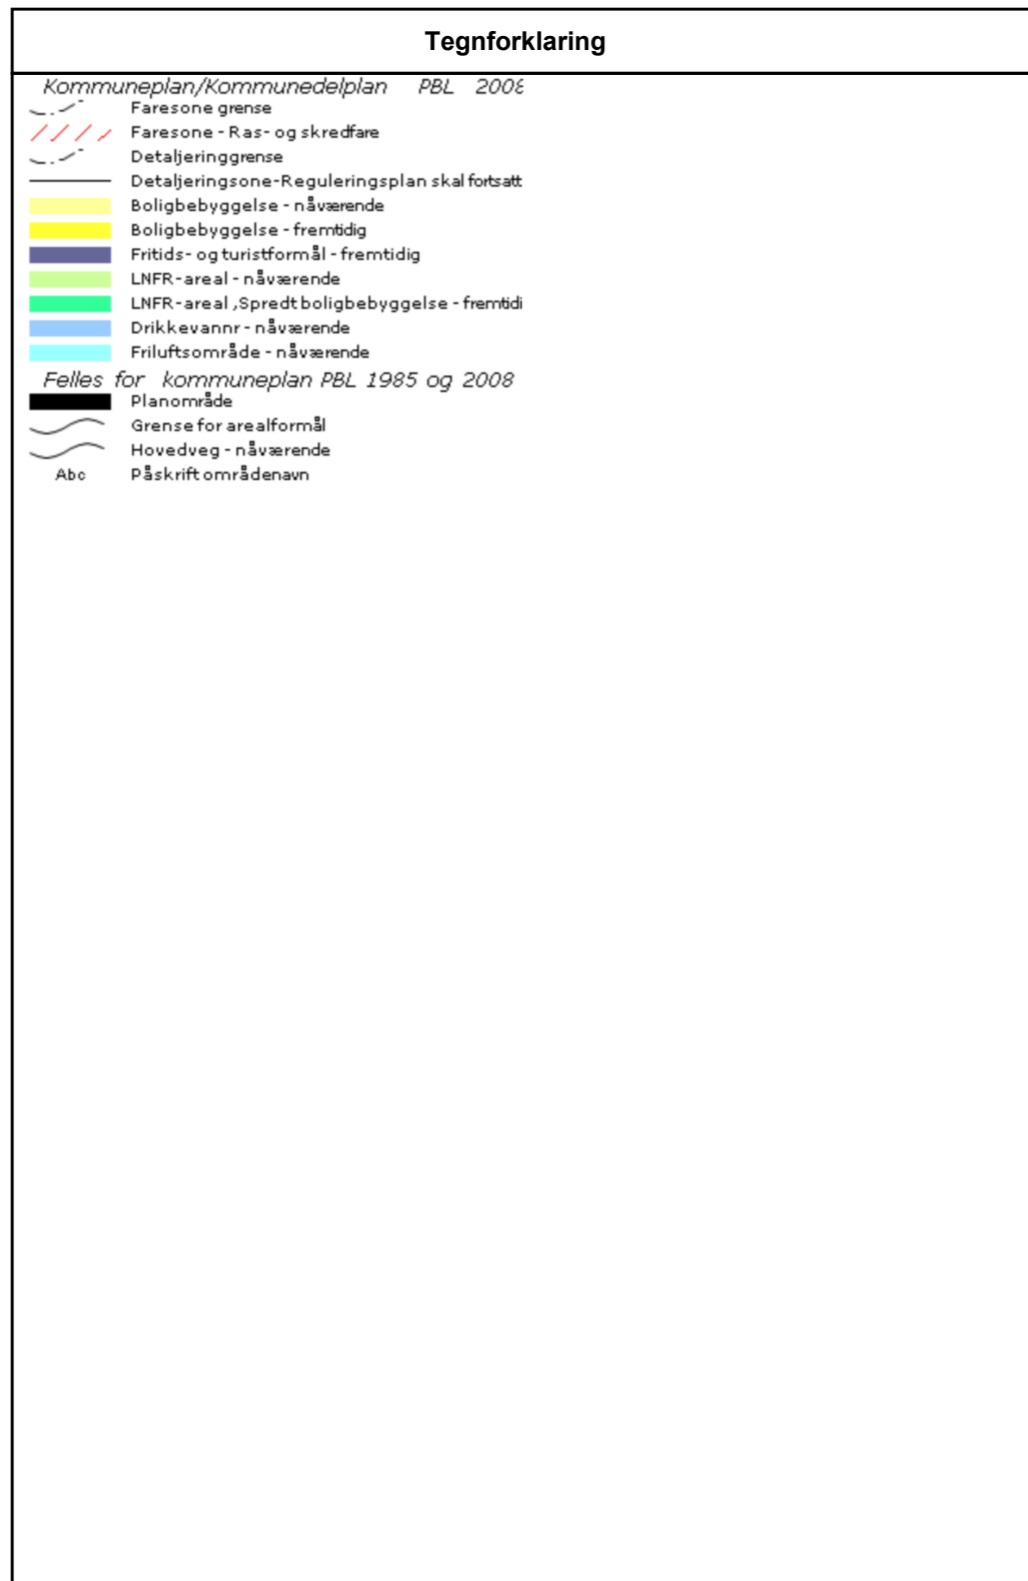 Tegnforklaring
Kommuneplan/Kommunedelplan PBL 2008
Faresone grense
Faresone - Ras- og skredfare
Detaljeringgrense
Detaljeringsone-Reguleringsplan skal fortsatt
Boligbebyggelse - nåværende
Boligbebyggelse - fremtidig
Fritids- og turistformål - fremtidig
LNFR-areal - nåværende
LNFR-areal ,Spredt boligbebyggelse - fremtidi
Drikkevannr - nåværende
Friluftsområde - nåværende
Felles for kommuneplan PBL 1985 og 2008
Planområde
Grense for arealformål
Hovedveg - nåværende
Abc Påskrift områdenavn